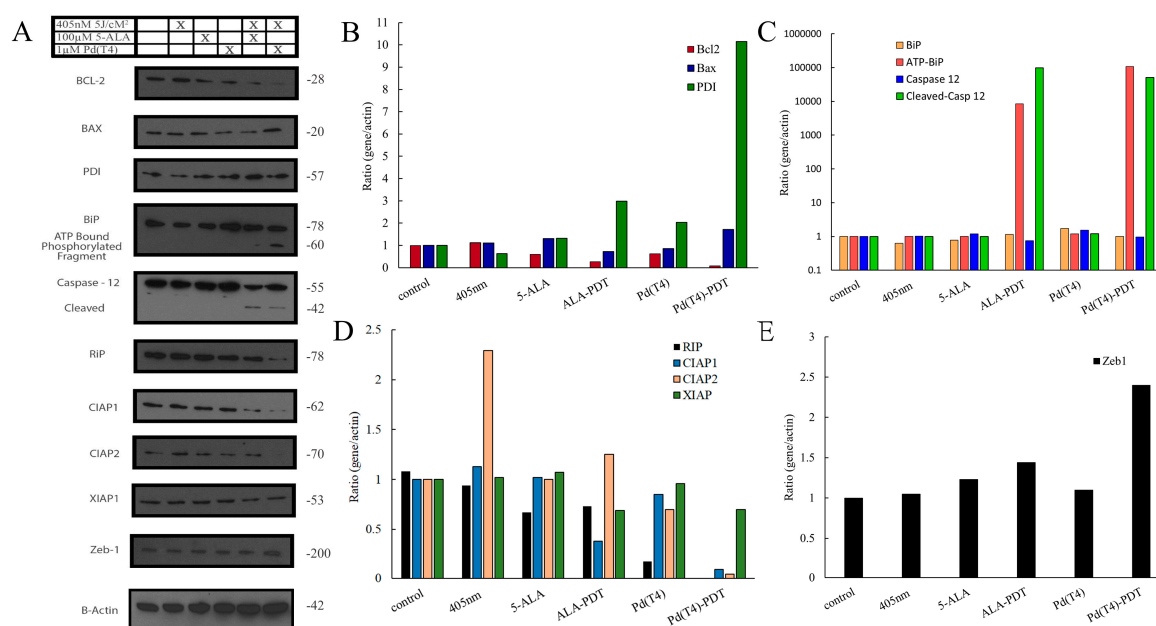 A
405nM 5J/cM² X X X
100µM 5-ALA X X
1µM Pd(T4) X X
BCL-2 -28
BAX -20
PDI -57
BiP -78
ATP Bound
Phosphorylated -60
Fragment
Caspase - 12 -55
Cleaved -42
RiP -78
CIAP1 -62
CIAP2 -70
XIAP1 -53
Zeb-1 -200
B-Actin -42
B
Ratio (gene/actin)
11
10
9
8
7
6
5
4
3
2
1
0
Bcl2
Bax
PDI
control 405nm 5-ALA ALA-PDT Pd(T4) Pd(T4)-PDT
C
Ratio (gene/actin)
1000000
100000
10000
1000
100
10
1
0.1
BiP
ATP-BiP
Caspase 12
Cleaved-Casp 12
control 405nm 5-ALA ALA-PDT Pd(T4) Pd(T4)-PDT
D
Ratio (gene/actin)
2.5
2
1.5
1
0.5
0
RIP
CIAP1
CIAP2
XIAP
control 405nm 5-ALA ALA-PDT Pd(T4) Pd(T4)-PDT
E
Ratio (gene/actin)
3
2.5
2
1.5
1
0.5
0
Zeb1
control 405nm 5-ALA ALA-PDT Pd(T4) Pd(T4)-PDT